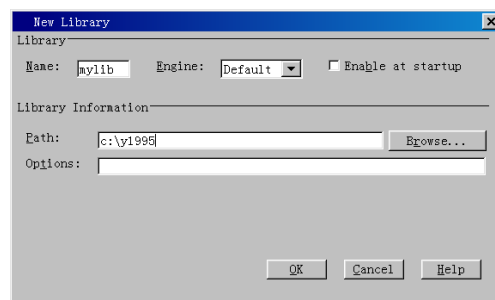 New Library
Library
Name: mylib Engine: Default Enable at startup
Library Information
Path: c:\y1995 Browse...
Options:
OK Cancel Help